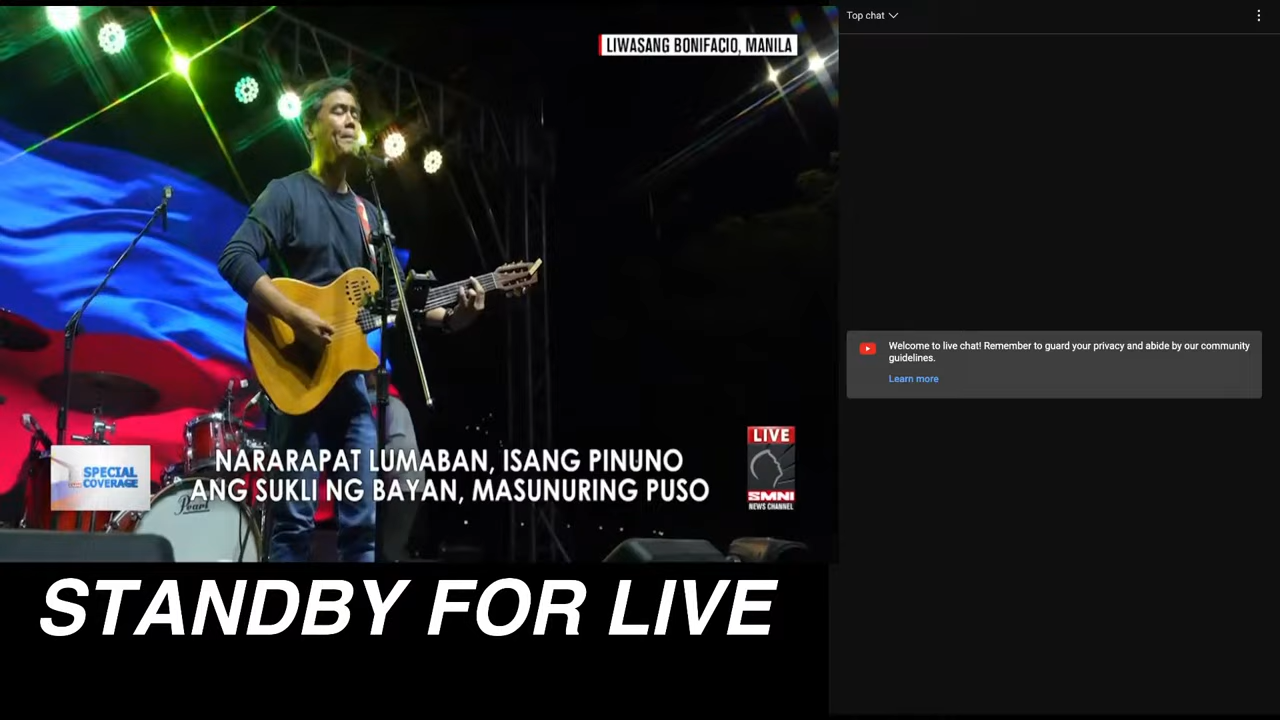 LIWASANG BONIFACIO, MANILA
Top chat
Welcome to live chat! Remember to guard your privacy and abide by our community
guidelines.
Learn more
SPECIAL
COVERAGE
Pearl
NARARAPAT LUMABAN, ISANG PINUNO
ANG SUKLI NG BAYAN, MASUNURING PUSO
LIVE
SMNI
NEWS CHANNEL
STANDBY FOR LIVE